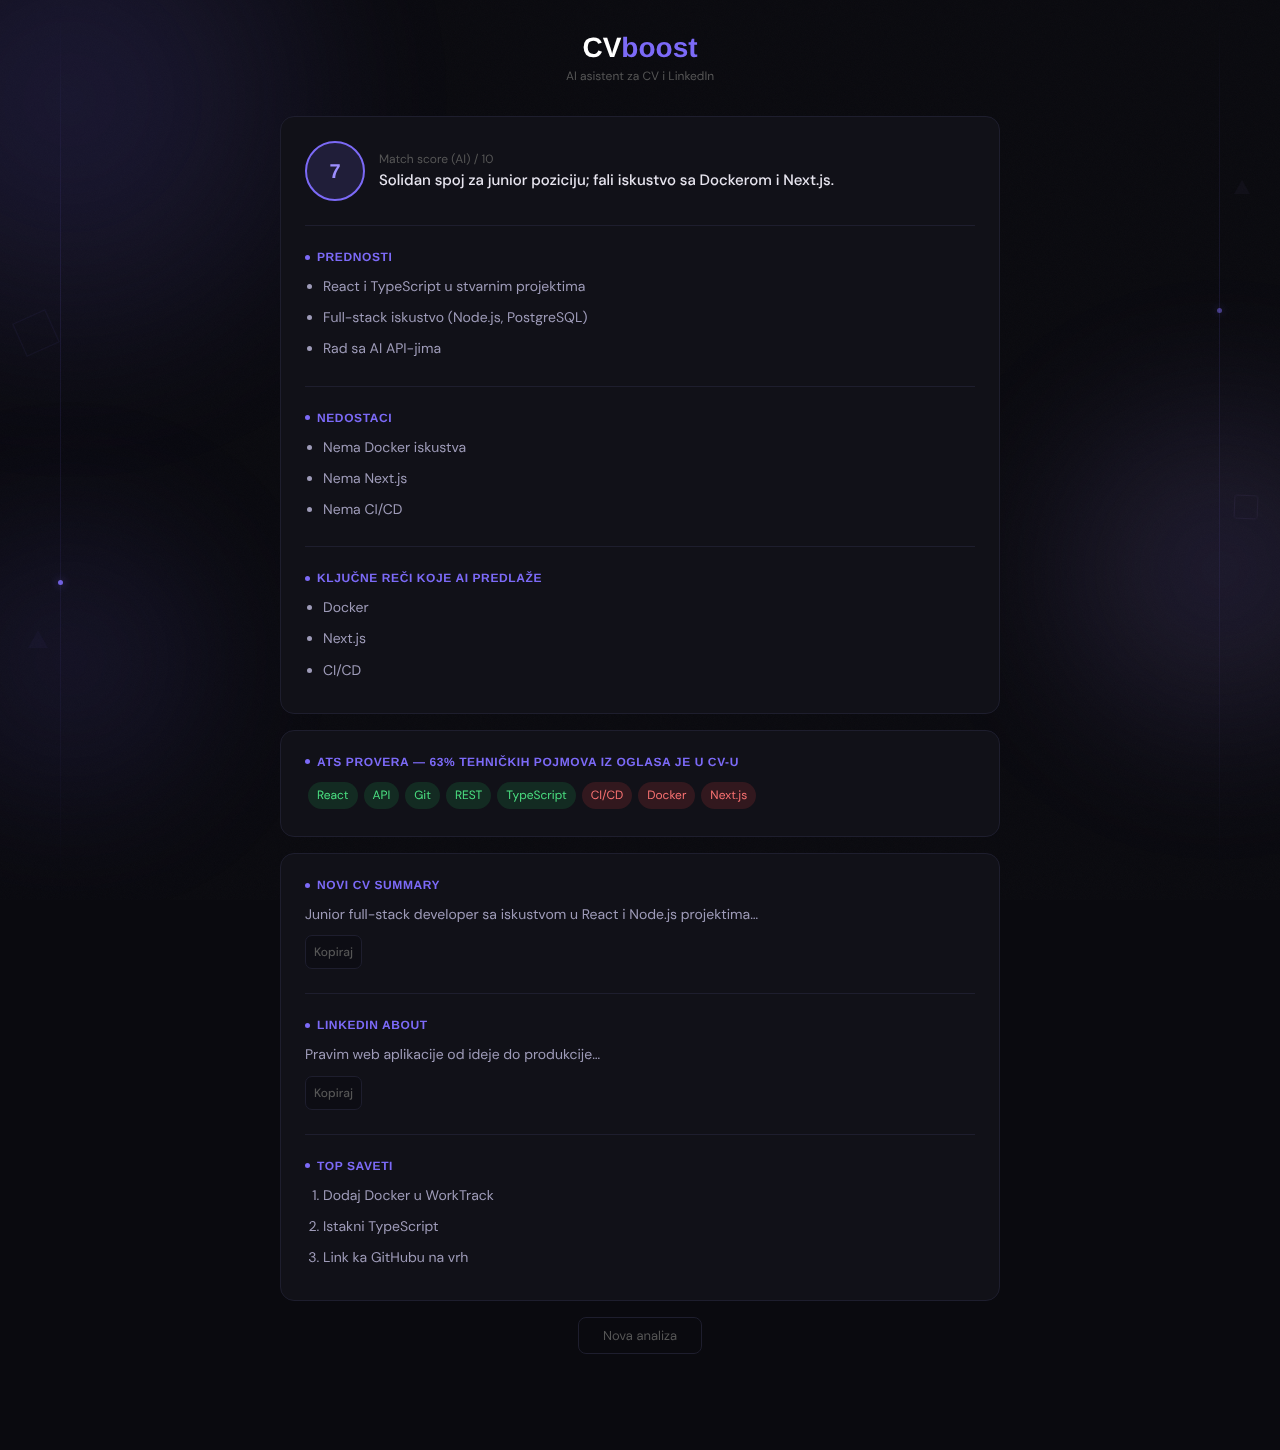 CVboost
AI asistent za CV i LinkedIn
7
Match score (AI) / 10
Solidan spoj za junior poziciju; fali iskustvo sa Dockerom i Next.js.
PREDNOSTI
React i TypeScript u stvarnim projektima
Full-stack iskustvo (Node.js, PostgreSQL)
Rad sa AI API-jima
NEDOSTACI
Nema Docker iskustva
Nema Next.js
Nema CI/CD
KLJUČNE REČI KOJE AI PREDLAŽE
Docker
Next.js
CI/CD
ATS PROVERA — 63% TEHNIČKIH POJMOVA IZ OGLASA JE U CV-U
React API Git REST TypeScript CI/CD Docker Next.js
NOVI CV SUMMARY
Junior full-stack developer sa iskustvom u React i Node.js projektima…
Kopiraj
LINKEDIN ABOUT
Pravim web aplikacije od ideje do produkcije…
Kopiraj
TOP SAVETI
1. Dodaj Docker u WorkTrack
2. Istakni TypeScript
3. Link ka GitHubu na vrh
Nova analiza